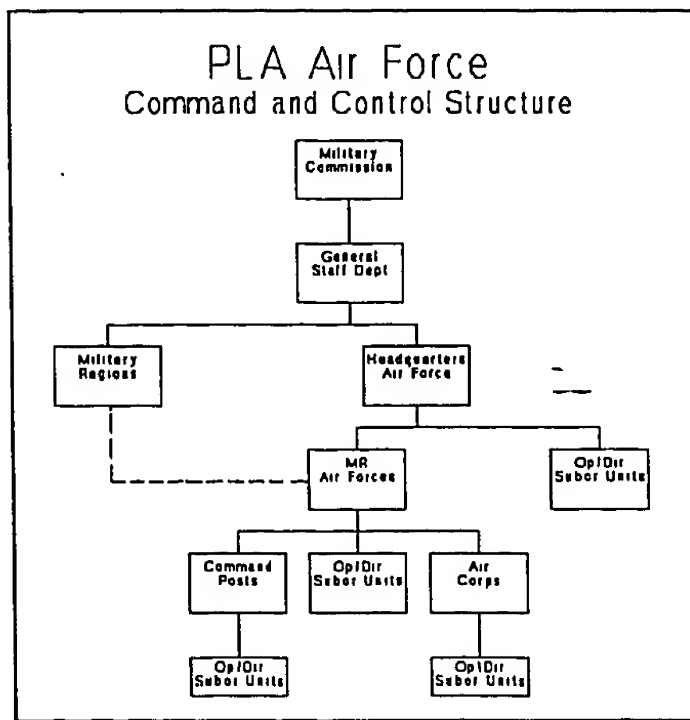 PLA Air Force
Command and Control Structure
Military
Commission
General
Staff Dept
Military
Regions
Headquarters
Air Force
MR
Air Forces
Op/Dir
Subor Units
Command
Posts
Op/Dir
Subor Units
Air
Corps
Op/Dir
Subor Units
Op/Dir
Subor Units